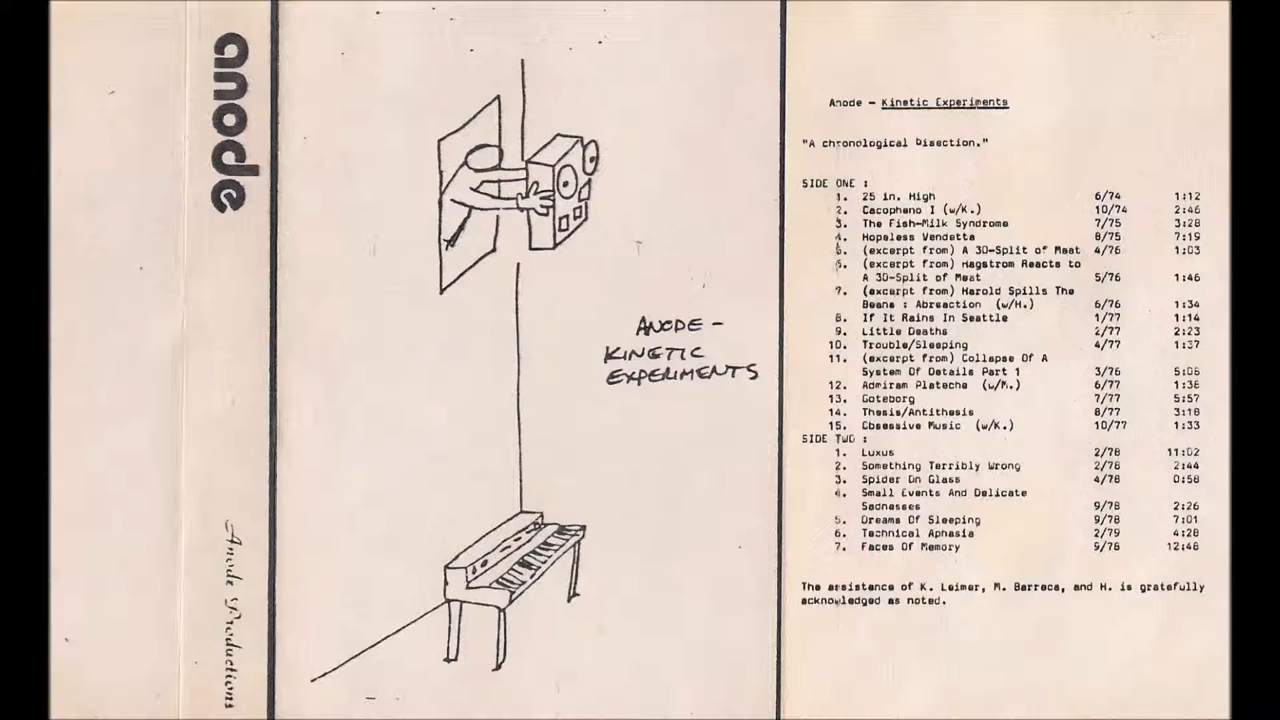 anode
Anode Productions
ANODE -
KINETIC
EXPERIMENTS
Anode - Kinetic Experiments
"A chronological bisection."
SIDE ONE :
1. 25 in. High 6/74 1:12
2. Cacopheno I (w/K.) 10/74 2:46
3. The Fish-Milk Syndrome 7/75 3:28
4. Hopeless Vendetta 8/75 7:19
5. (excerpt from) A 30-Split of Meat 4/76 1:03
6. (excerpt from) Hagstrom Reacts to
A 30-Split of Meat 5/76 1:46
7. (excerpt from) Harold Spills The
Beans : Abreaction (w/H.) 6/76 1:34
8. If It Rains In Seattle 1/77 1:14
9. Little Deaths 2/77 2:23
10. Trouble/Sleeping 4/77 1:37
11. (excerpt from) Collapse Of A
System Of Details Part 1 3/76 5:06
12. Admiram Plateche (w/M.) 6/77 1:36
13. Goteborg 7/77 5:57
14. Thesis/Antithesis 8/77 3:18
15. Obsessive Music (w/K.) 10/77 1:33
SIDE TWO :
1. Luxus 2/78 11:02
2. Something Terribly Wrong 2/78 2:44
3. Spider On Glass 4/78 0:58
4. Small Events And Delicate
Sadnesses 9/78 2:26
5. Dreams Of Sleeping 9/78 7:01
6. Technical Aphasia 2/79 4:28
7. Faces Of Memory 9/78 12:46
The assistance of K. Leimer, M. Barreca, and H. is gratefully
acknowledged as noted.